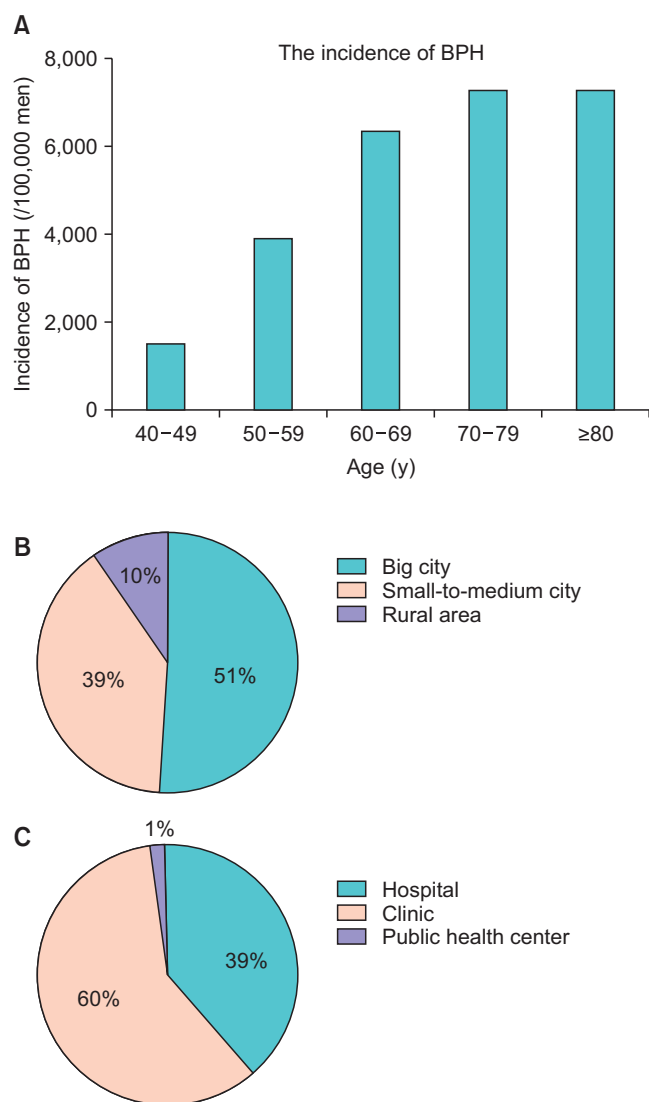 A
The incidence of BPH
Incidence of BPH (/100,000 men)
8,000
6,000
4,000
2,000
0
40−49 50−59 60−69 70−79 ≥80
Age (y)
B
10%
39%
51%
Big city
Small-to-medium city
Rural area
C
1%
39%
60%
Hospital
Clinic
Public health center